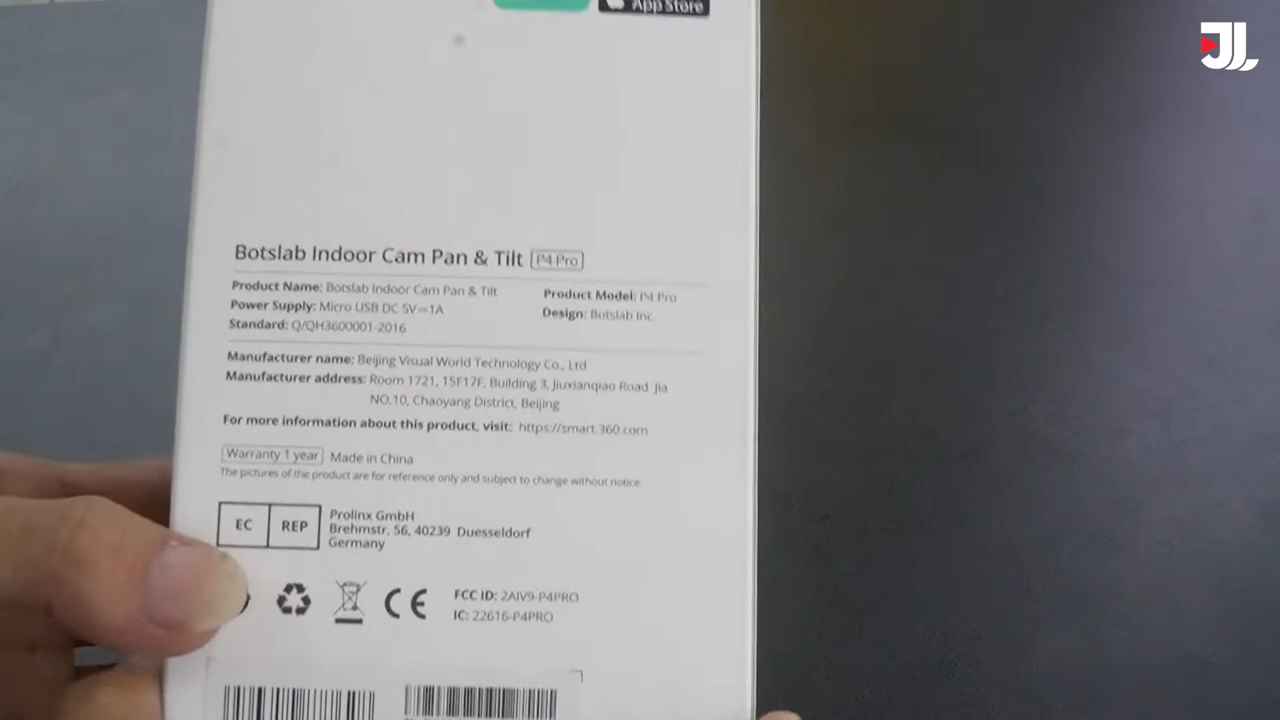 App Store
JL
Botslab Indoor Cam Pan & Tilt P4 Pro
Product Name: Botslab Indoor Cam Pan & Tilt
Product Model: P4 Pro
Power Supply: Micro USB DC 5V⎓1A
Design: Botslab Inc.
Standard: Q/QH3600001-2016
Manufacturer name: Beijing Visual World Technology Co., Ltd
Manufacturer address: Room 1721, 15F17F, Building 3, Jiuxianqiao Road Jia
NO.10, Chaoyang District, Beijing
For more information about this product, visit: https://smart.360.com
Warranty 1 year Made in China
The pictures of the product are for reference only and subject to change without notice.
EC REP
Prolinx GmbH
Brehmstr. 56, 40239 Duesseldorf
Germany
CE
FCC ID: 2AIV9-P4PRO
IC: 22616-P4PRO